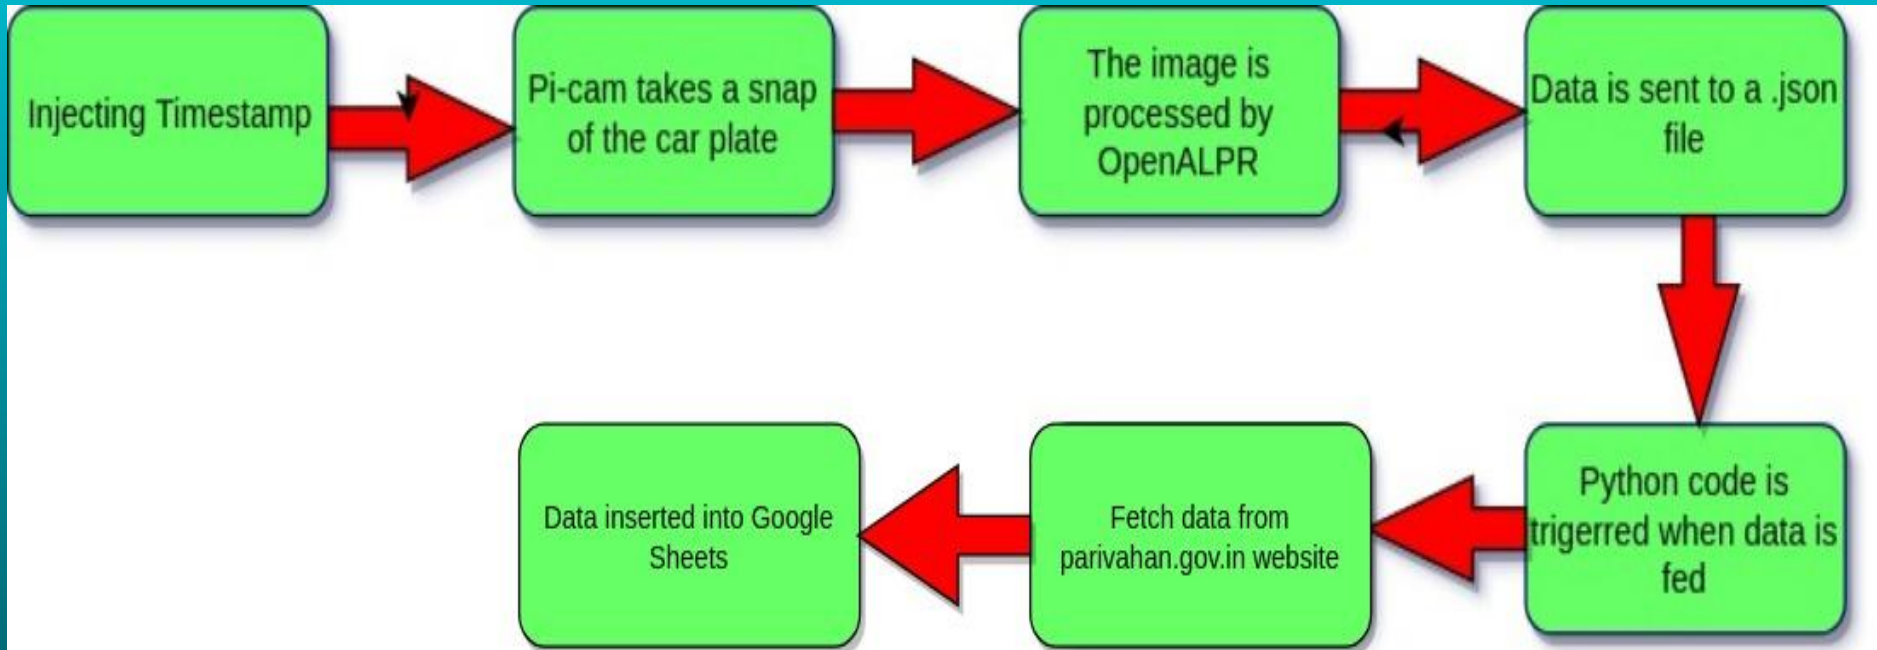 Injecting Timestamp
Pi-cam takes a snap
of the car plate
The image is
processed by
OpenALPR
Data is sent to a .json
file
Python code is
trigerred when data is
fed
Fetch data from
parivahan.gov.in website
Data inserted into Google
Sheets